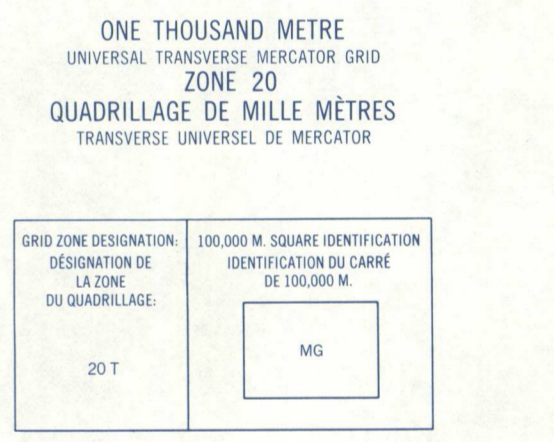 ONE THOUSAND METRE
UNIVERSAL TRANSVERSE MERCATOR GRID
ZONE 20
QUADRILLAGE DE MILLE MÈTRES
TRANSVERSE UNIVERSEL DE MERCATOR
GRID ZONE DESIGNATION:
DÉSIGNATION DE
LA ZONE
DU QUADRILLAGE:
20 T
100,000 M. SQUARE IDENTIFICATION
IDENTIFICATION DU CARRÉ
DE 100,000 M.
MG